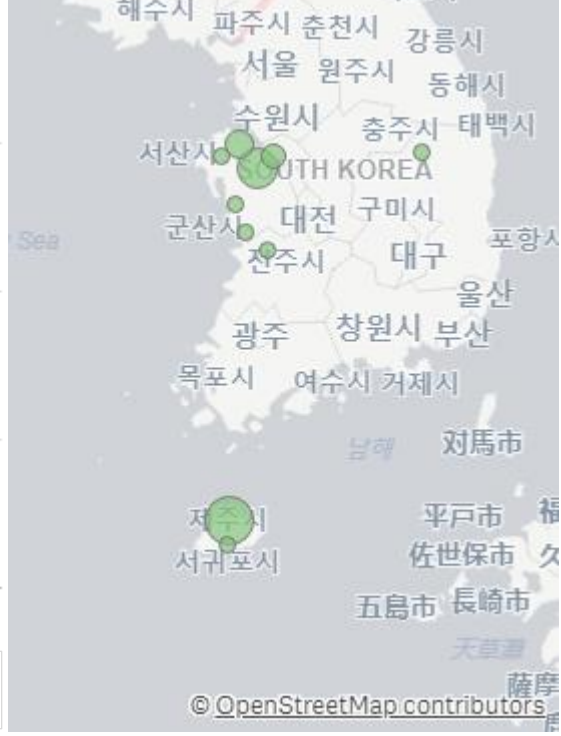 해주시
파주시 춘천시
강릉시
서울 원주시
동해시
수원시
충주시 태백시
서산시
SOUTH KOREA
구미시
대전
군산시
Sea
포항시
대구
전주시
울산
창원시 부산
광주
목포시
여수시 거제시
남해
対馬市
제주시
平戸市
福
서귀포시
佐世保市 久
五島市 長崎市
天草灘
薩摩
© OpenStreetMap contributors